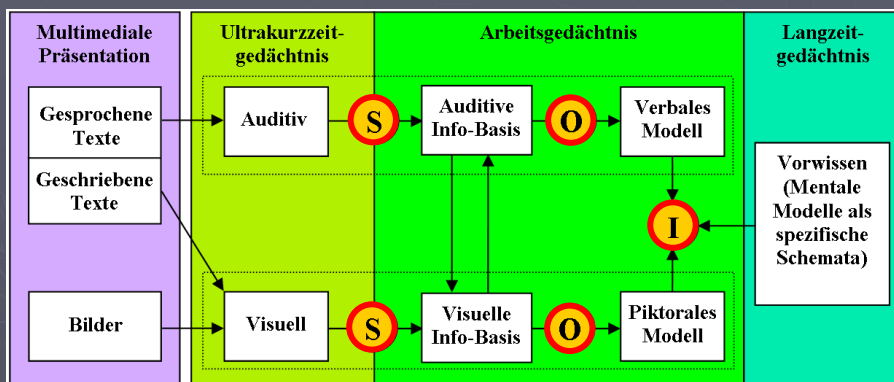 Multimediale
Präsentation
Ultrakurzzeit-
gedächtnis
Arbeitsgedächtnis
Langzeit-
gedächtnis
Gesprochene
Texte
Geschriebene
Texte
Bilder
Auditiv
Visuell
S
S
Auditive
Info-Basis
Visuelle
Info-Basis
O
O
Verbales
Modell
I
Piktorales
Modell
Vorwissen
(Mentale
Modelle als
spezifische
Schemata)